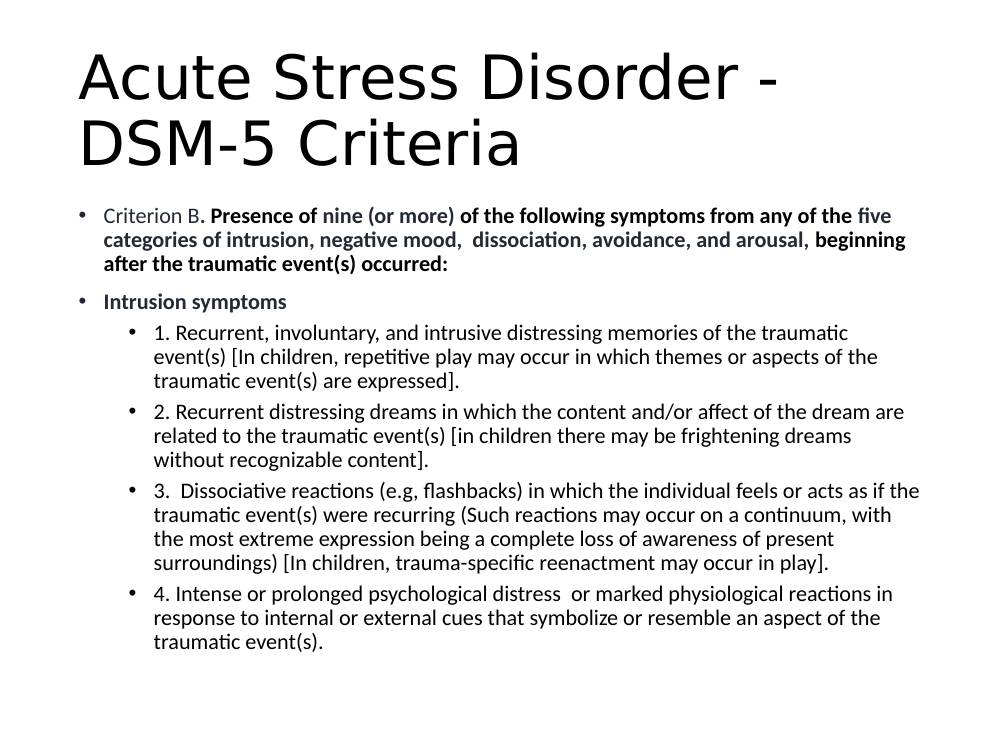 Acute Stress Disorder -
DSM-5 Criteria
• Criterion B. Presence of nine (or more) of the following symptoms from any of the five
categories of intrusion, negative mood,  dissociation, avoidance, and arousal, beginning
after the traumatic event(s) occurred:
• Intrusion symptoms
• 1. Recurrent, involuntary, and intrusive distressing memories of the traumatic
event(s) [In children, repetitive play may occur in which themes or aspects of the
traumatic event(s) are expressed].
• 2. Recurrent distressing dreams in which the content and/or affect of the dream are
related to the traumatic event(s) [in children there may be frightening dreams
without recognizable content].
• 3.  Dissociative reactions (e.g, flashbacks) in which the individual feels or acts as if the
traumatic event(s) were recurring (Such reactions may occur on a continuum, with
the most extreme expression being a complete loss of awareness of present
surroundings) [In children, trauma-specific reenactment may occur in play].
• 4. Intense or prolonged psychological distress  or marked physiological reactions in
response to internal or external cues that symbolize or resemble an aspect of the
traumatic event(s).